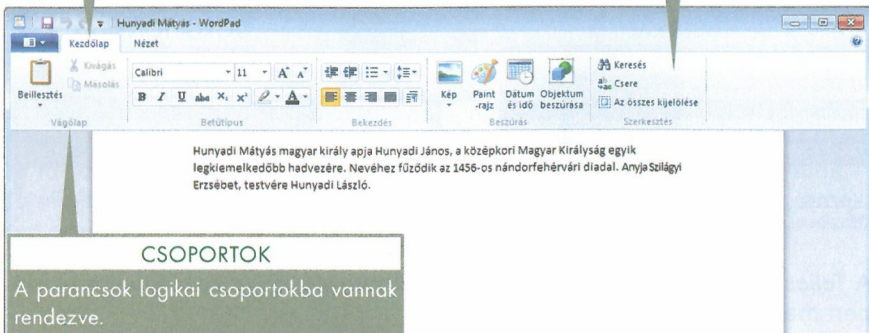 Hunyadi Mátyás - WordPad
Kezdőlap Nézet
Beillesztés
Kivágás
Másolás
Vágólap
Calibri 11 A A
B I U abc X₂ X² A
Betűtípus
Bekezdés
Kép
Paint
-rajz
Dátum
és idő
Objektum
beszúrása
Beszúrás
Keresés
Csere
Az összes kijelölése
Szerkesztés
Hunyadi Mátyás magyar király apja Hunyadi János, a középkori Magyar Királyság egyik
legkiemelkedőbb hadvezére. Nevéhez fűződik az 1456-os nándorfehérvári diadal. Anyja Szilágyi
Erzsébet, testvére Hunyadi László.
CSOPORTOK
A parancsok logikai csoportokba vannak
rendezve.